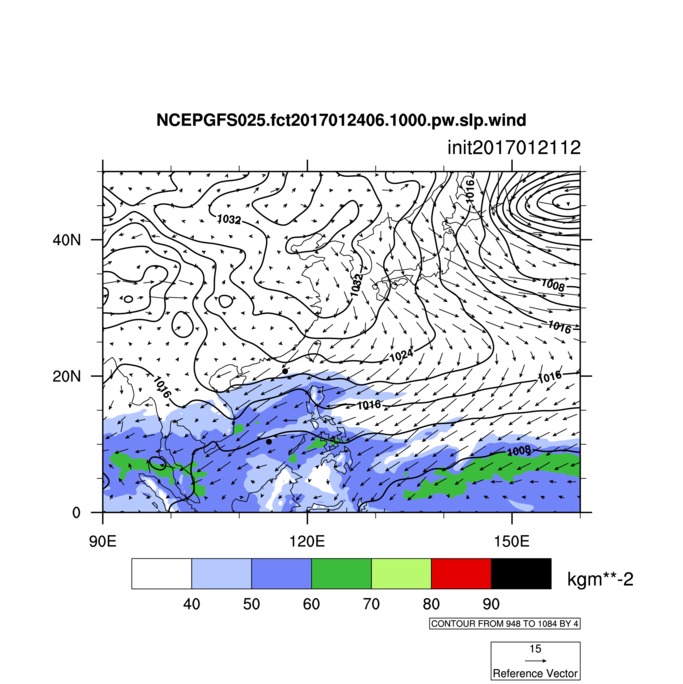 NCEPGFS025.fct2017012406.1000.pw.slp.wind
init2017012112
1016
1032
40N
1032
1008
1016
1024
20N
1016
1016
1016
1008
0
90E
120E
150E
kgm**-2
40
50
60
70
80
90
CONTOUR FROM 948 TO 1084 BY 4
15
Reference Vector